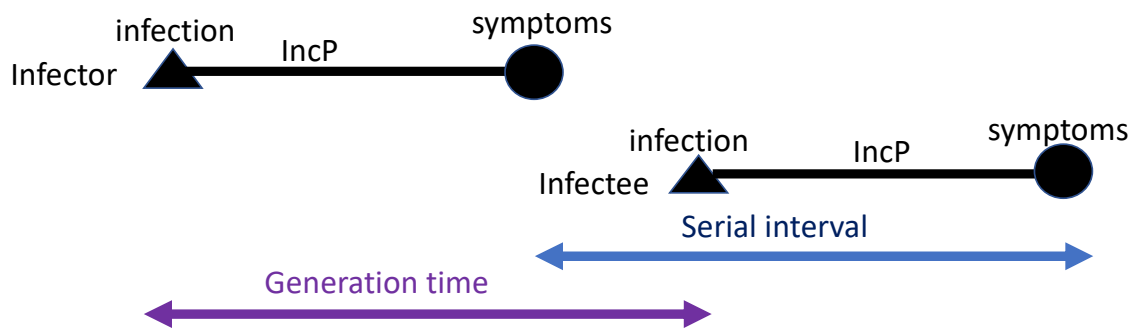 infection
IncP
symptoms
Infector
infection
IncP
symptoms
Infectee
Serial interval
Generation time